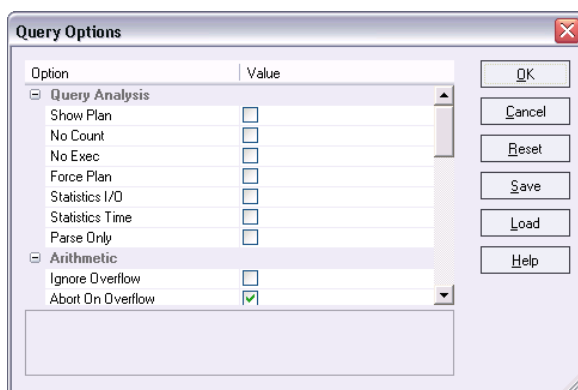 Query Options
Option Value
Query Analysis
Show Plan
No Count
No Exec
Force Plan
Statistics I/O
Statistics Time
Parse Only
Arithmetic
Ignore Overflow
Abort On Overflow
OK
Cancel
Reset
Save
Load
Help